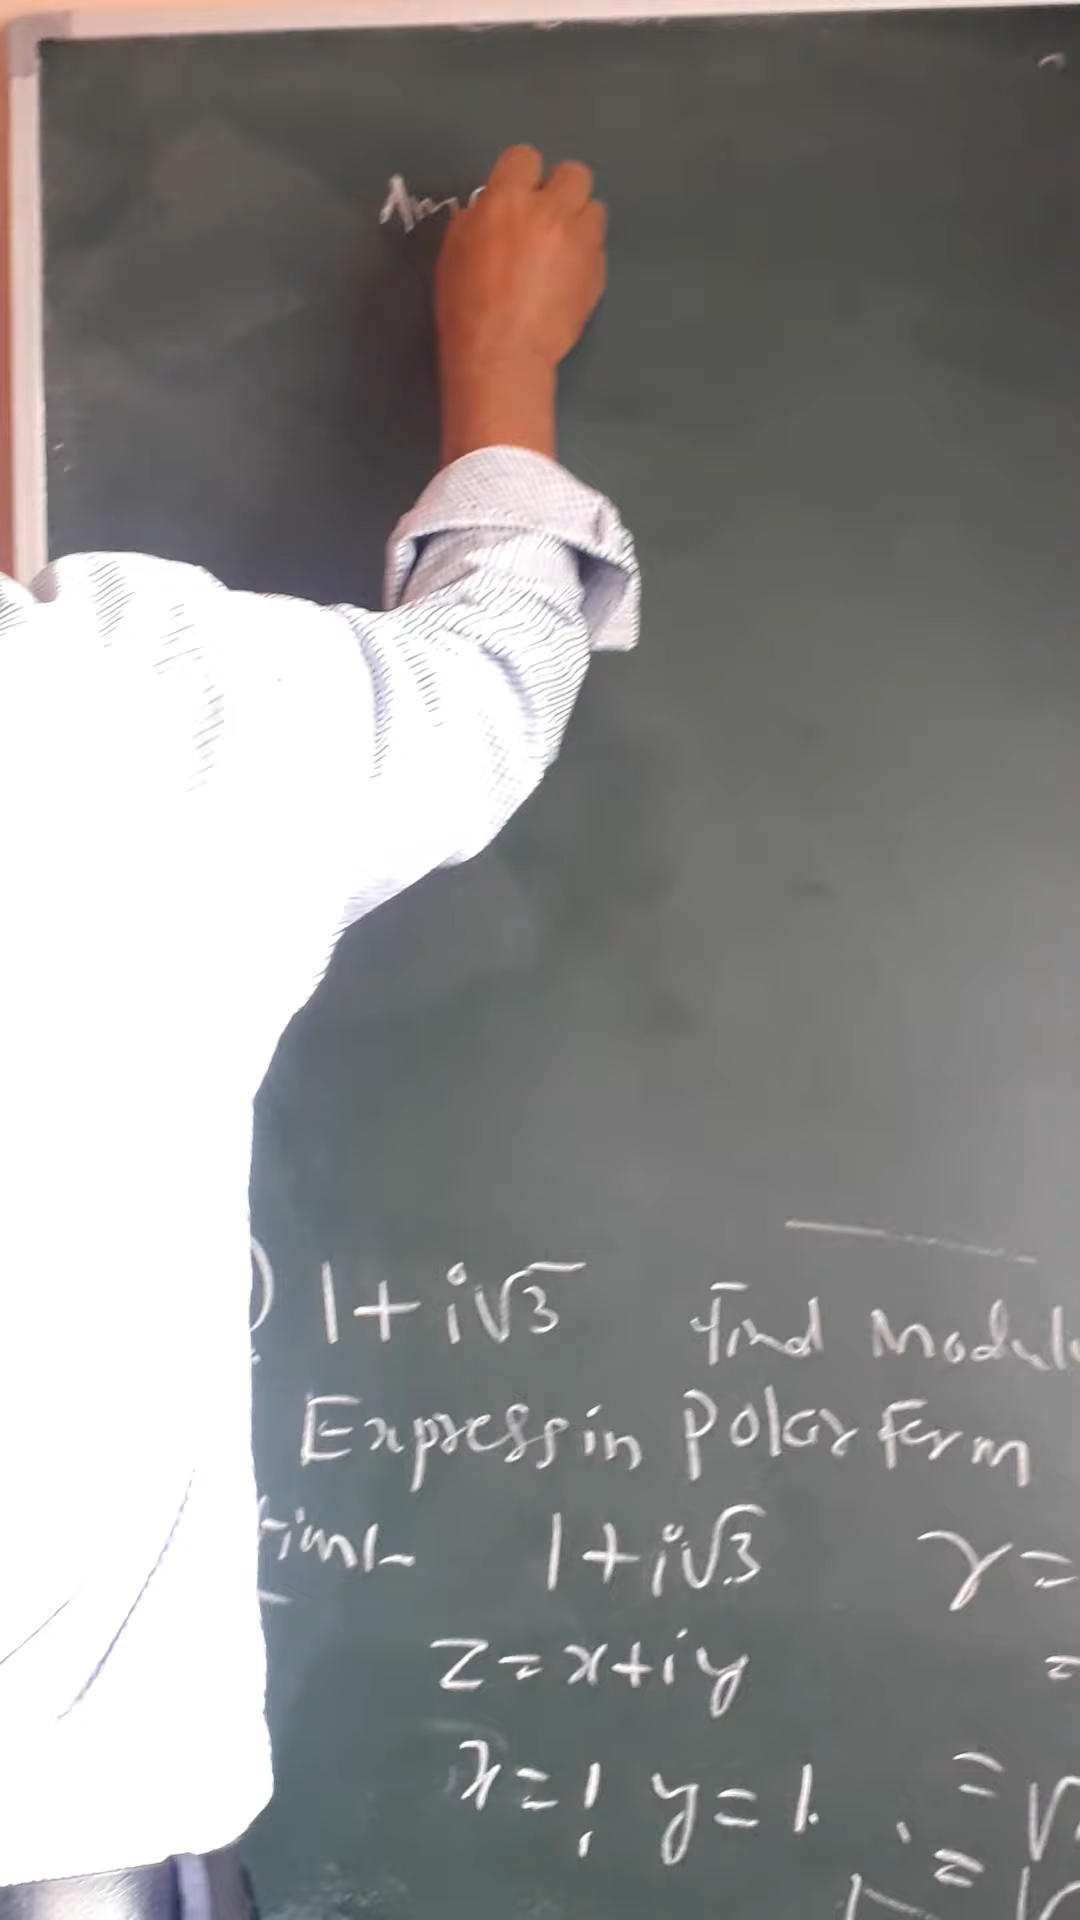 1+i√3 Find Modul
Express in Polar Form
1+i√3 r=
z=x+iy =
x=1, y=1. = √
=